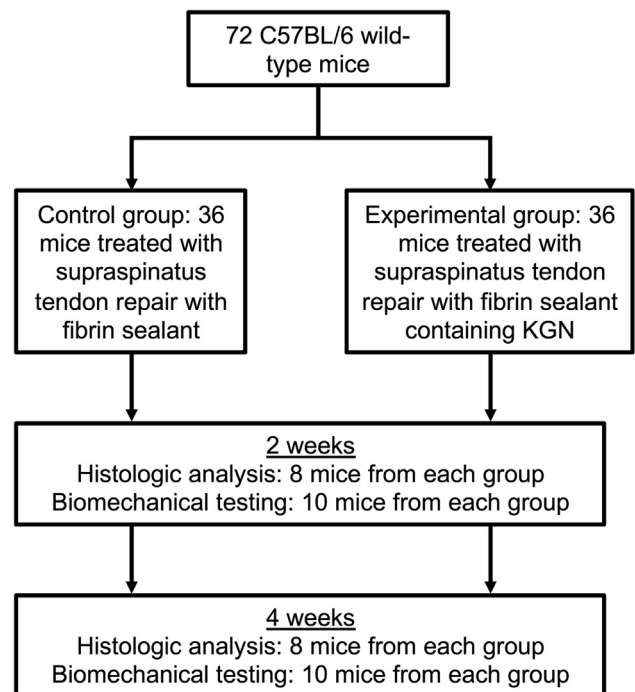 72 C57BL/6 wild-
type mice
Control group: 36
mice treated with
supraspinatus
tendon repair with
fibrin sealant
Experimental group: 36
mice treated with
supraspinatus tendon
repair with fibrin sealant
containing KGN
2 weeks
Histologic analysis: 8 mice from each group
Biomechanical testing: 10 mice from each group
4 weeks
Histologic analysis: 8 mice from each group
Biomechanical testing: 10 mice from each group